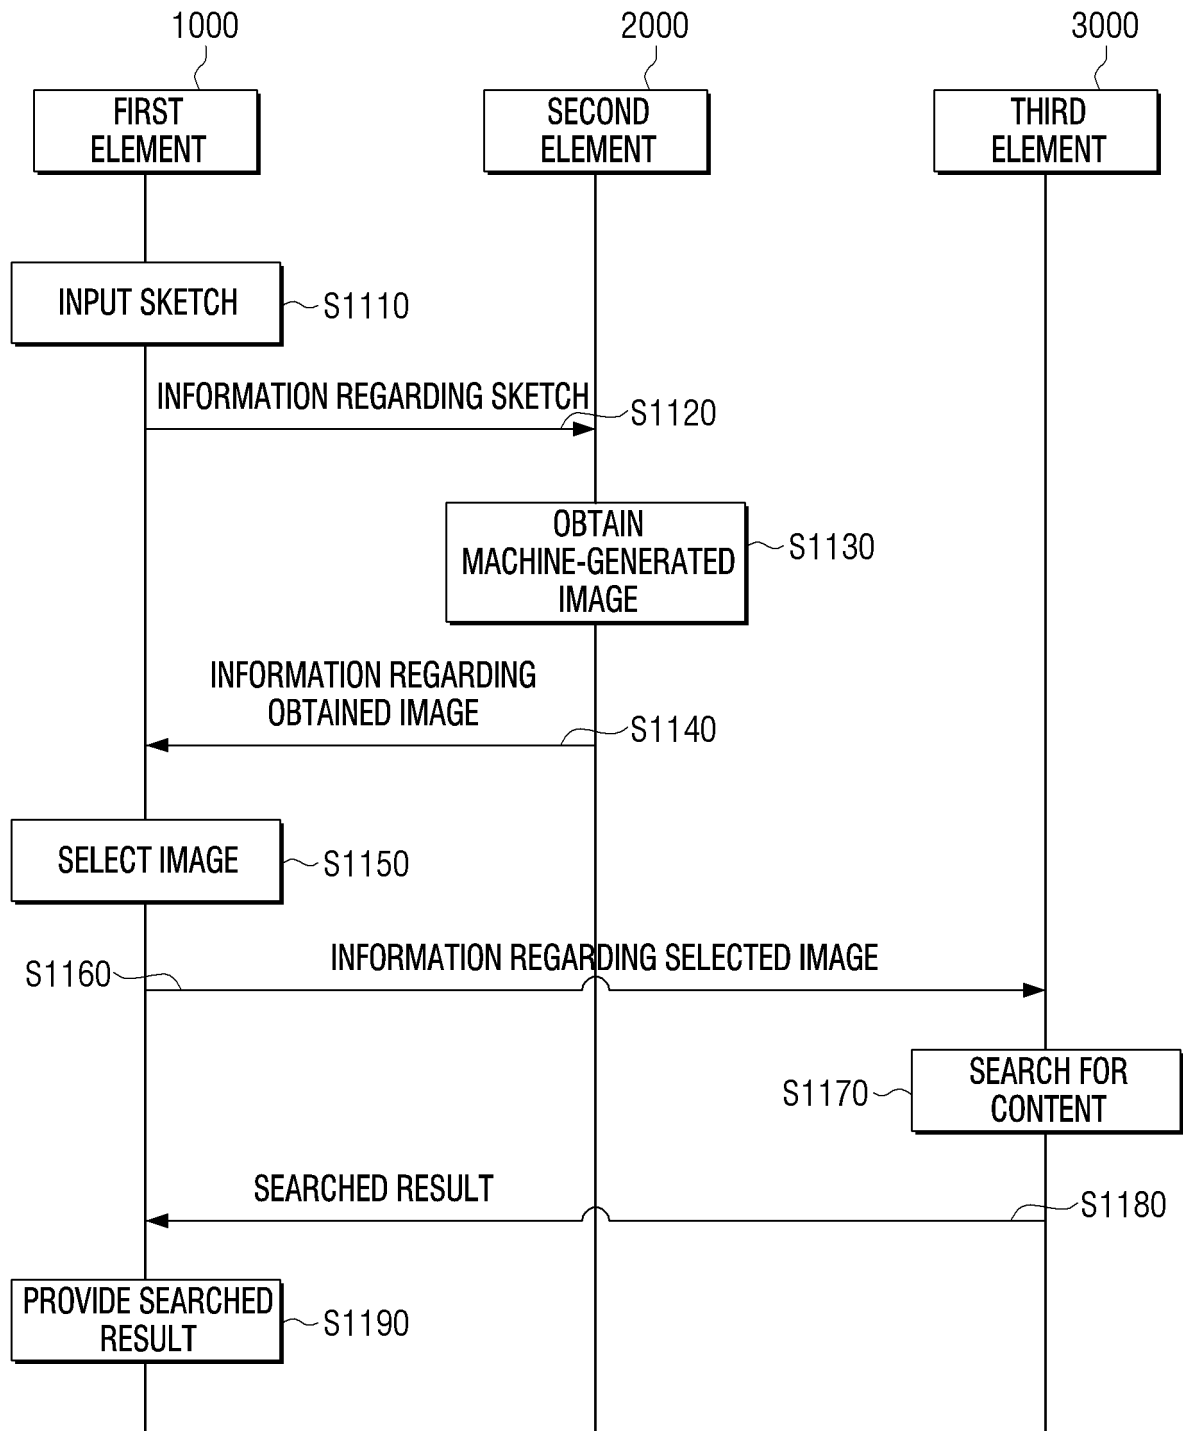 1000
2000
3000
FIRST
ELEMENT
SECOND
ELEMENT
THIRD
ELEMENT
INPUT SKETCH
S1110
INFORMATION REGARDING SKETCH
S1120
OBTAIN
MACHINE-GENERATED
IMAGE
S1130
INFORMATION REGARDING
OBTAINED IMAGE
S1140
SELECT IMAGE
S1150
INFORMATION REGARDING SELECTED IMAGE
S1160
SEARCH FOR
CONTENT
S1170
SEARCHED RESULT
S1180
PROVIDE SEARCHED
RESULT
S1190